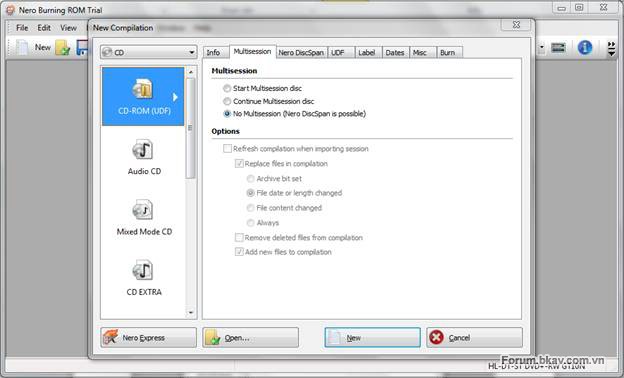 Nero Burning ROM Trial
File Edit View
New
New Compilation
CD
CD-ROM (UDF)
Audio CD
Mixed Mode CD
CD EXTRA
Info Multisession Nero DiscSpan UDF Label Dates Misc Burn
Multisession
Start Multisession disc
Continue Multisession disc
No Multisession (Nero DiscSpan is possible)
Options
Refresh compilation when importing session
Replace files in compilation
Archive bit set
File date or length changed
File content changed
Always
Remove deleted files from compilation
Add new files to compilation
Nero Express Open... New Cancel
Forum.bkav.com.vn
HL-DT-ST DVD+-RW GT10N